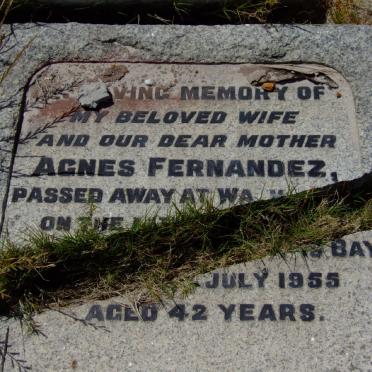 LOVING MEMORY OF
MY BELOVED WIFE
AND OUR DEAR MOTHER
AGNES FERNANDEZ,
PASSED AWAY AT
ON THE
BAY
JULY 1955
AGED 42 YEARS.